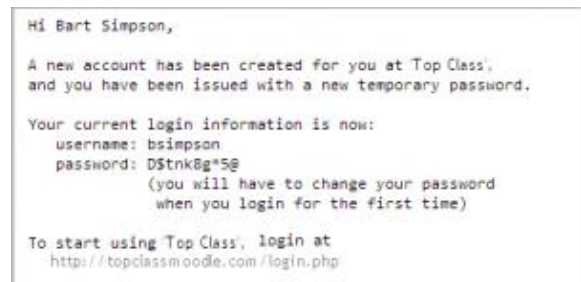 Hi Bart Simpson,
A new account has been created for you at 'Top Class',
and you have been issued with a new temporary password.
Your current login information is now:
username: bsimpson
password: D$tnk8g*5@
(you will have to change your password
when you login for the first time)
To start using 'Top Class', login at
http://topclassmoodle.com/login.php